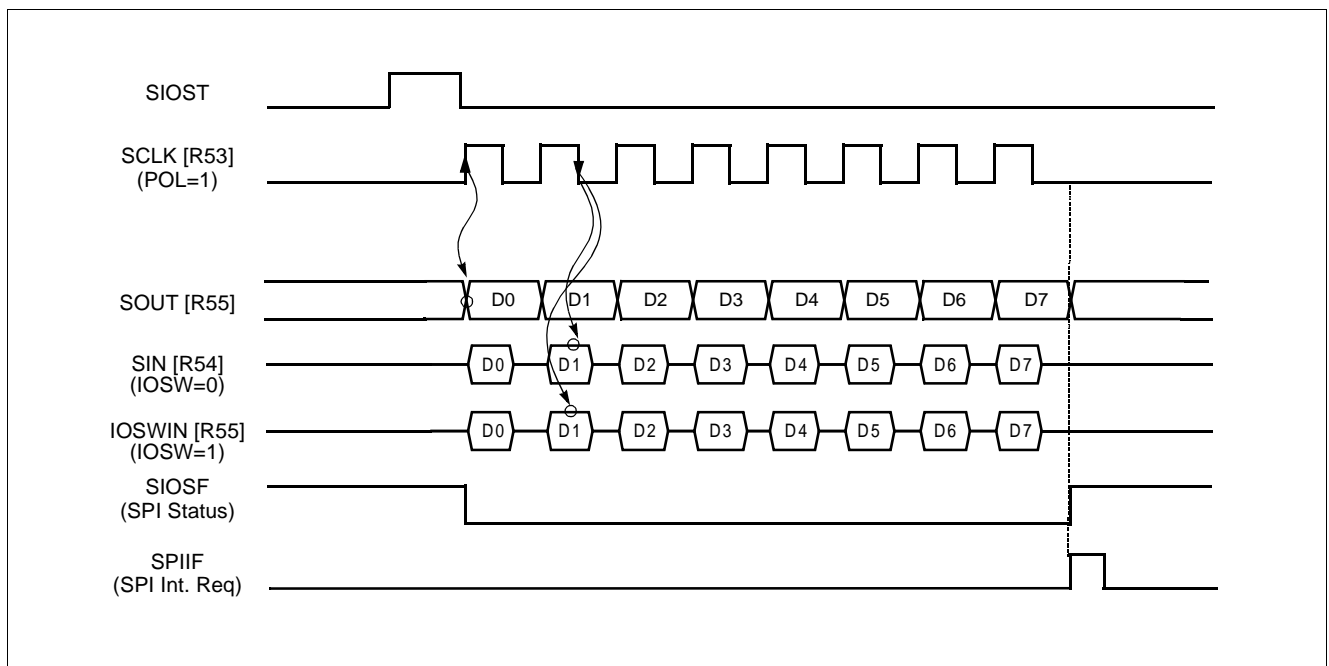 SIOST
SCLK [R53]
(POL=1)
SOUT [R55]
D0 D1 D2 D3 D4 D5 D6 D7
SIN [R54]
(IOSW=0)
D0 D1 D2 D3 D4 D5 D6 D7
IOSWIN [R55]
(IOSW=1)
D0 D1 D2 D3 D4 D5 D6 D7
SIOSF
(SPI Status)
SPIIF
(SPI Int. Req)